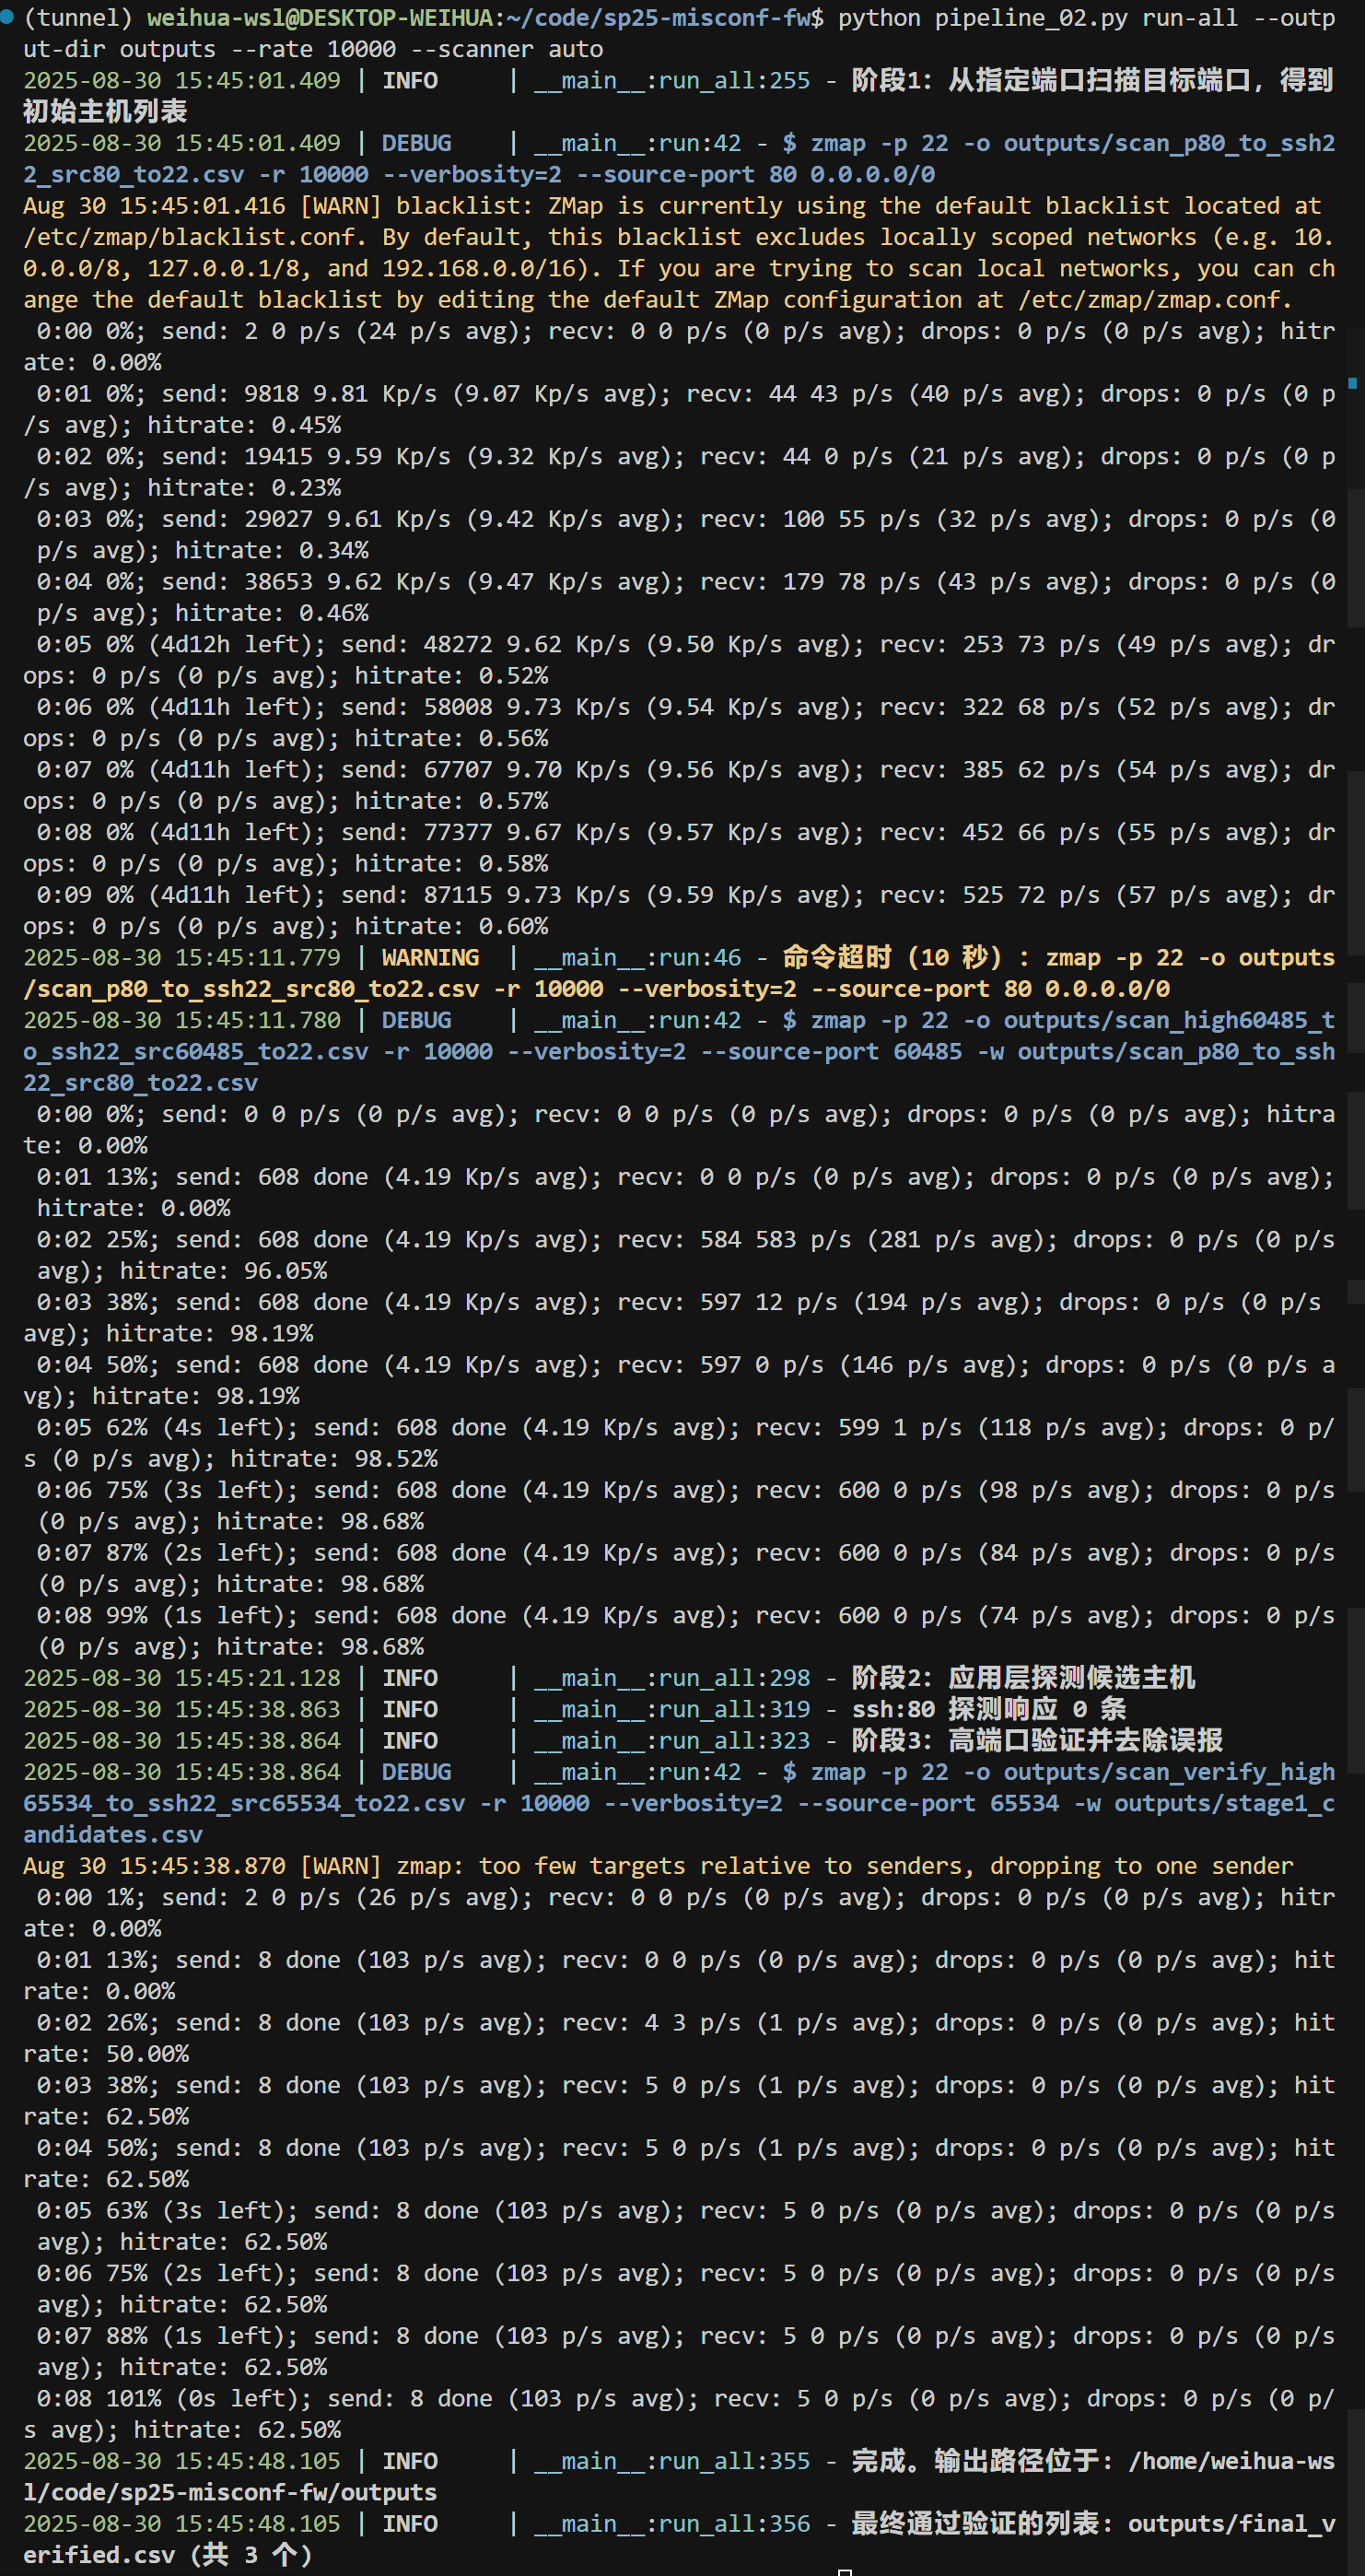 (tunnel) weihua-wsl@DESKTOP-WEIHUA:~/code/sp25-misconf-fw$ python pipeline_02.py run-all --outp
ut-dir outputs --rate 10000 --scanner auto
2025-08-30 15:45:01.409 | INFO     | __main__:run_all:255 - 阶段1：从指定端口扫描目标端口，得到
初始主机列表
2025-08-30 15:45:01.409 | DEBUG    | __main__:run:42 - $ zmap -p 22 -o outputs/scan_p80_to_ssh2
2_src80_to22.csv -r 10000 --verbosity=2 --source-port 80 0.0.0.0/0
Aug 30 15:45:01.416 [WARN] blacklist: ZMap is currently using the default blacklist located at
/etc/zmap/blacklist.conf. By default, this blacklist excludes locally scoped networks (e.g. 10.
0.0.0/8, 127.0.0.1/8, and 192.168.0.0/16). If you are trying to scan local networks, you can ch
ange the default blacklist by editing the default ZMap configuration at /etc/zmap/zmap.conf.
 0:00 0%; send: 2 0 p/s (24 p/s avg); recv: 0 0 p/s (0 p/s avg); drops: 0 p/s (0 p/s avg); hitr
ate: 0.00%
 0:01 0%; send: 9818 9.81 Kp/s (9.07 Kp/s avg); recv: 44 43 p/s (40 p/s avg); drops: 0 p/s (0 p
/s avg); hitrate: 0.45%
 0:02 0%; send: 19415 9.59 Kp/s (9.32 Kp/s avg); recv: 44 0 p/s (21 p/s avg); drops: 0 p/s (0 p
/s avg); hitrate: 0.23%
 0:03 0%; send: 29027 9.61 Kp/s (9.42 Kp/s avg); recv: 100 55 p/s (32 p/s avg); drops: 0 p/s (0
 p/s avg); hitrate: 0.34%
 0:04 0%; send: 38653 9.62 Kp/s (9.47 Kp/s avg); recv: 179 78 p/s (43 p/s avg); drops: 0 p/s (0
 p/s avg); hitrate: 0.46%
 0:05 0% (4d12h left); send: 48272 9.62 Kp/s (9.50 Kp/s avg); recv: 253 73 p/s (49 p/s avg); dr
ops: 0 p/s (0 p/s avg); hitrate: 0.52%
 0:06 0% (4d11h left); send: 58008 9.73 Kp/s (9.54 Kp/s avg); recv: 322 68 p/s (52 p/s avg); dr
ops: 0 p/s (0 p/s avg); hitrate: 0.56%
 0:07 0% (4d11h left); send: 67707 9.70 Kp/s (9.56 Kp/s avg); recv: 385 62 p/s (54 p/s avg); dr
ops: 0 p/s (0 p/s avg); hitrate: 0.57%
 0:08 0% (4d11h left); send: 77377 9.67 Kp/s (9.57 Kp/s avg); recv: 452 66 p/s (55 p/s avg); dr
ops: 0 p/s (0 p/s avg); hitrate: 0.58%
 0:09 0% (4d11h left); send: 87115 9.73 Kp/s (9.59 Kp/s avg); recv: 525 72 p/s (57 p/s avg); dr
ops: 0 p/s (0 p/s avg); hitrate: 0.60%
2025-08-30 15:45:11.779 | WARNING  | __main__:run:46 - 命令超时（10 秒）: zmap -p 22 -o outputs
/scan_p80_to_ssh22_src80_to22.csv -r 10000 --verbosity=2 --source-port 80 0.0.0.0/0
2025-08-30 15:45:11.780 | DEBUG    | __main__:run:42 - $ zmap -p 22 -o outputs/scan_high60485_t
o_ssh22_src60485_to22.csv -r 10000 --verbosity=2 --source-port 60485 -w outputs/scan_p80_to_ssh
22_src80_to22.csv
 0:00 0%; send: 0 0 p/s (0 p/s avg); recv: 0 0 p/s (0 p/s avg); drops: 0 p/s (0 p/s avg); hitra
te: 0.00%
 0:01 13%; send: 608 done (4.19 Kp/s avg); recv: 0 0 p/s (0 p/s avg); drops: 0 p/s (0 p/s avg);
 hitrate: 0.00%
 0:02 25%; send: 608 done (4.19 Kp/s avg); recv: 584 583 p/s (281 p/s avg); drops: 0 p/s (0 p/s
 avg); hitrate: 96.05%
 0:03 38%; send: 608 done (4.19 Kp/s avg); recv: 597 12 p/s (194 p/s avg); drops: 0 p/s (0 p/s
avg); hitrate: 98.19%
 0:04 50%; send: 608 done (4.19 Kp/s avg); recv: 597 0 p/s (146 p/s avg); drops: 0 p/s (0 p/s a
vg); hitrate: 98.19%
 0:05 62% (4s left); send: 608 done (4.19 Kp/s avg); recv: 599 1 p/s (118 p/s avg); drops: 0 p/
s (0 p/s avg); hitrate: 98.52%
 0:06 75% (3s left); send: 608 done (4.19 Kp/s avg); recv: 600 0 p/s (98 p/s avg); drops: 0 p/s
 (0 p/s avg); hitrate: 98.68%
 0:07 87% (2s left); send: 608 done (4.19 Kp/s avg); recv: 600 0 p/s (84 p/s avg); drops: 0 p/s
 (0 p/s avg); hitrate: 98.68%
 0:08 99% (1s left); send: 608 done (4.19 Kp/s avg); recv: 600 0 p/s (74 p/s avg); drops: 0 p/s
 (0 p/s avg); hitrate: 98.68%
2025-08-30 15:45:21.128 | INFO     | __main__:run_all:298 - 阶段2：应用层探测候选主机
2025-08-30 15:45:38.863 | INFO     | __main__:run_all:319 - ssh:80 探测响应 0 条
2025-08-30 15:45:38.864 | INFO     | __main__:run_all:323 - 阶段3：高端口验证并去除误报
2025-08-30 15:45:38.864 | DEBUG    | __main__:run:42 - $ zmap -p 22 -o outputs/scan_verify_high
65534_to_ssh22_src65534_to22.csv -r 10000 --verbosity=2 --source-port 65534 -w outputs/stage1_c
andidates.csv
Aug 30 15:45:38.870 [WARN] zmap: too few targets relative to senders, dropping to one sender
 0:00 1%; send: 2 0 p/s (26 p/s avg); recv: 0 0 p/s (0 p/s avg); drops: 0 p/s (0 p/s avg); hitr
ate: 0.00%
 0:01 13%; send: 8 done (103 p/s avg); recv: 0 0 p/s (0 p/s avg); drops: 0 p/s (0 p/s avg); hit
rate: 0.00%
 0:02 26%; send: 8 done (103 p/s avg); recv: 4 3 p/s (1 p/s avg); drops: 0 p/s (0 p/s avg); hit
rate: 50.00%
 0:03 38%; send: 8 done (103 p/s avg); recv: 5 0 p/s (1 p/s avg); drops: 0 p/s (0 p/s avg); hit
rate: 62.50%
 0:04 50%; send: 8 done (103 p/s avg); recv: 5 0 p/s (1 p/s avg); drops: 0 p/s (0 p/s avg); hit
rate: 62.50%
 0:05 63% (3s left); send: 8 done (103 p/s avg); recv: 5 0 p/s (0 p/s avg); drops: 0 p/s (0 p/s
 avg); hitrate: 62.50%
 0:06 75% (2s left); send: 8 done (103 p/s avg); recv: 5 0 p/s (0 p/s avg); drops: 0 p/s (0 p/s
 avg); hitrate: 62.50%
 0:07 88% (1s left); send: 8 done (103 p/s avg); recv: 5 0 p/s (0 p/s avg); drops: 0 p/s (0 p/s
 avg); hitrate: 62.50%
 0:08 101% (0s left); send: 8 done (103 p/s avg); recv: 5 0 p/s (0 p/s avg); drops: 0 p/s (0 p/
s avg); hitrate: 62.50%
2025-08-30 15:45:48.105 | INFO     | __main__:run_all:355 - 完成。输出路径位于: /home/weihua-ws
l/code/sp25-misconf-fw/outputs
2025-08-30 15:45:48.105 | INFO     | __main__:run_all:356 - 最终通过验证的列表: outputs/final_v
erified.csv（共 3 个）